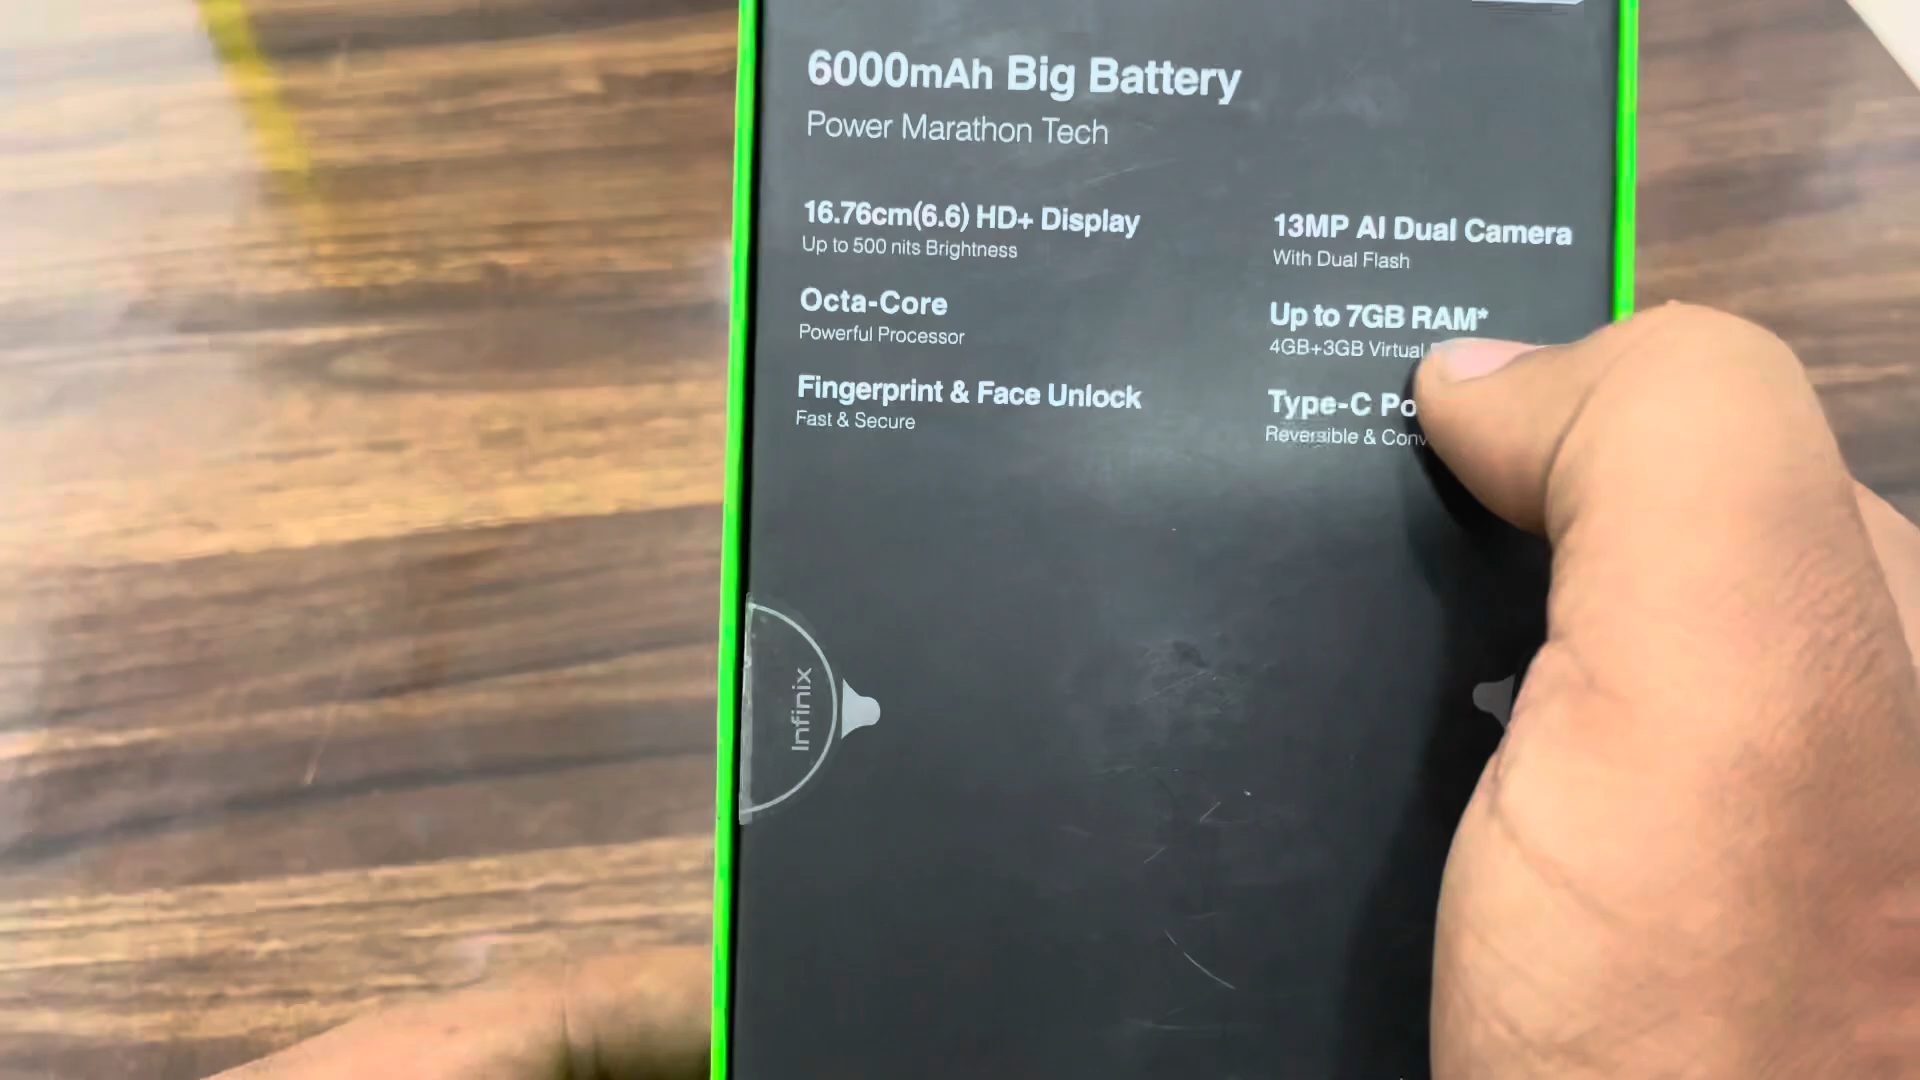 6000mAh Big Battery
Power Marathon Tech
16.76cm(6.6) HD+ Display
Up to 500 nits Brightness
13MP AI Dual Camera
With Dual Flash
Octa-Core
Powerful Processor
Up to 7GB RAM*
4GB+3GB Virtual
Fingerprint & Face Unlock
Fast & Secure
Type-C
Reversible &
Infinix